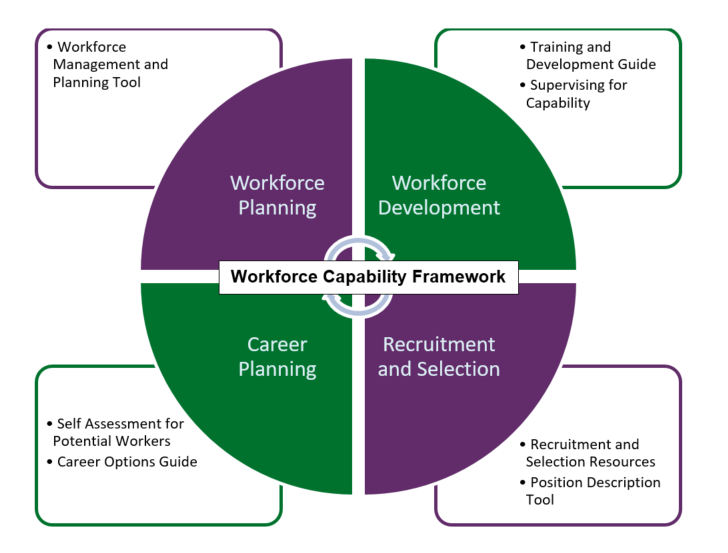 • Workforce
Management and
Planning Tool
• Training and
Development Guide
• Supervising for
Capability
Workforce
Planning
Workforce
Development
Workforce Capability Framework
Career
Planning
Recruitment
and Selection
• Self Assessment for
Potential Workers
• Career Options Guide
• Recruitment and
Selection Resources
• Position Description
Tool